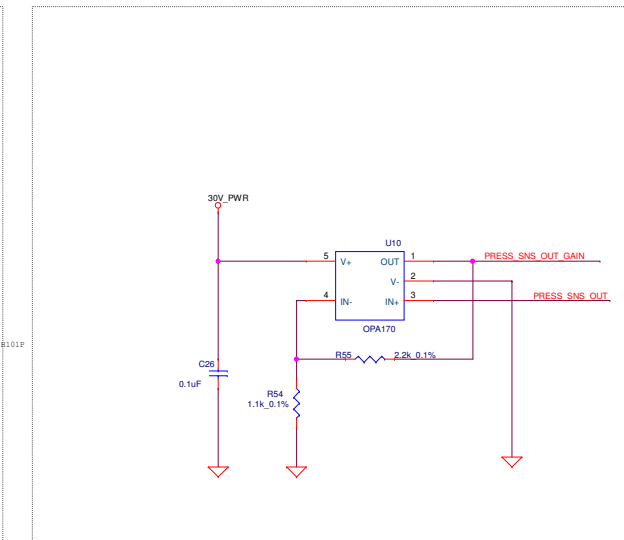 30V_PWR
U10
5 V+ OUT 1 PRESS_SNS_OUT_GAIN
V- 2
4 IN- IN+ 3 PRESS_SNS_OUT
OPA170
R55 2.2k_0.1%
C26
0.1uF
R54
1.1k_0.1%